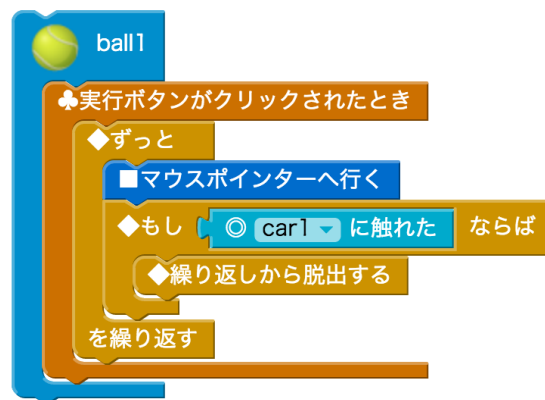 ball1
♣実行ボタンがクリックされたとき
◆ずっと
■マウスポインターへ行く
◆もし ◎ car1 に触れた ならば
◆繰り返しから脱出する
を繰り返す